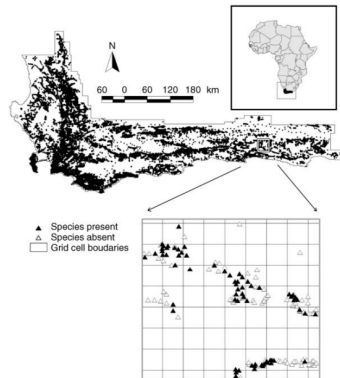 N
60 0 60 120 180 km
Species present
Species absent
Grid cell boudaries